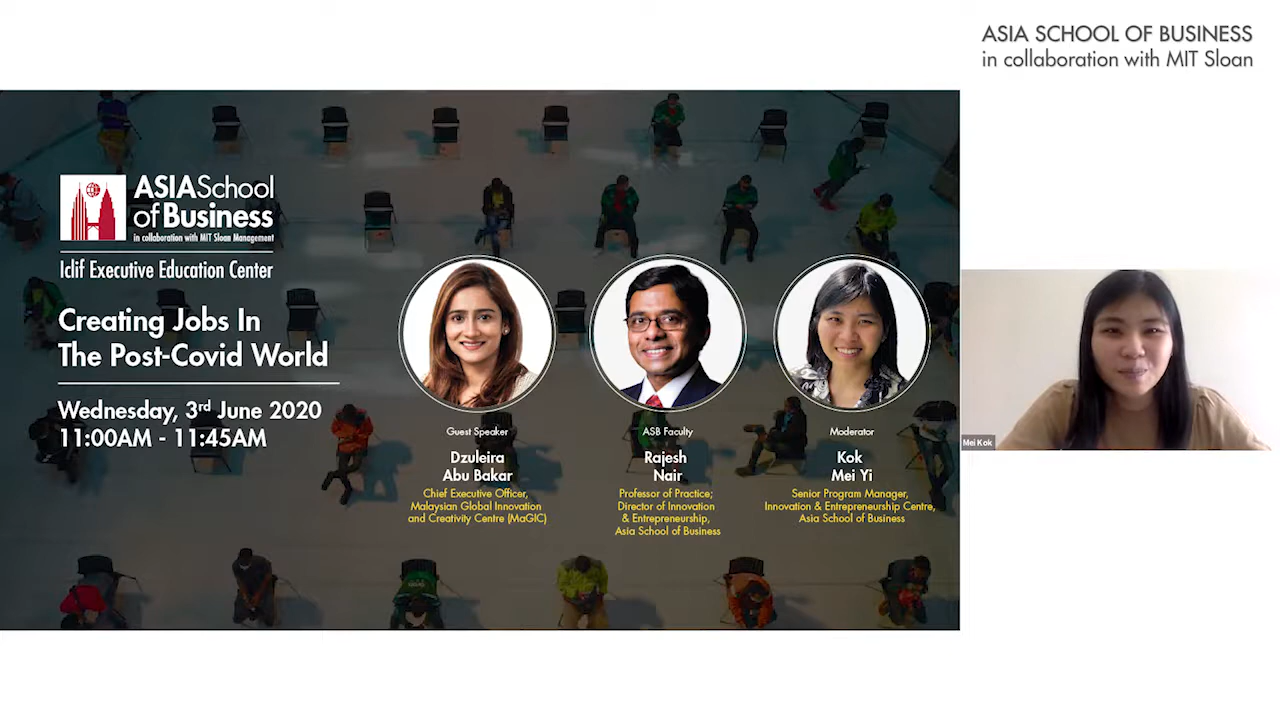 ASIA SCHOOL OF BUSINESS
in collaboration with MIT Sloan
ASIASchool
of Business
in collaboration with MIT Sloan Management
Iclif Executive Education Center
Creating Jobs In
The Post-Covid World
Wednesday, 3rd June 2020
11:00AM - 11:45AM
Guest Speaker
Dzuleira
Abu Bakar
Chief Executive Officer,
Malaysian Global Innovation
and Creativity Centre (MaGIC)
ASB Faculty
Rajesh
Nair
Professor of Practice;
Director of Innovation
& Entrepreneurship,
Asia School of Business
Moderator
Kok
Mei Yi
Senior Program Manager,
Innovation & Entrepreneurship Centre,
Asia School of Business
Mei Kok